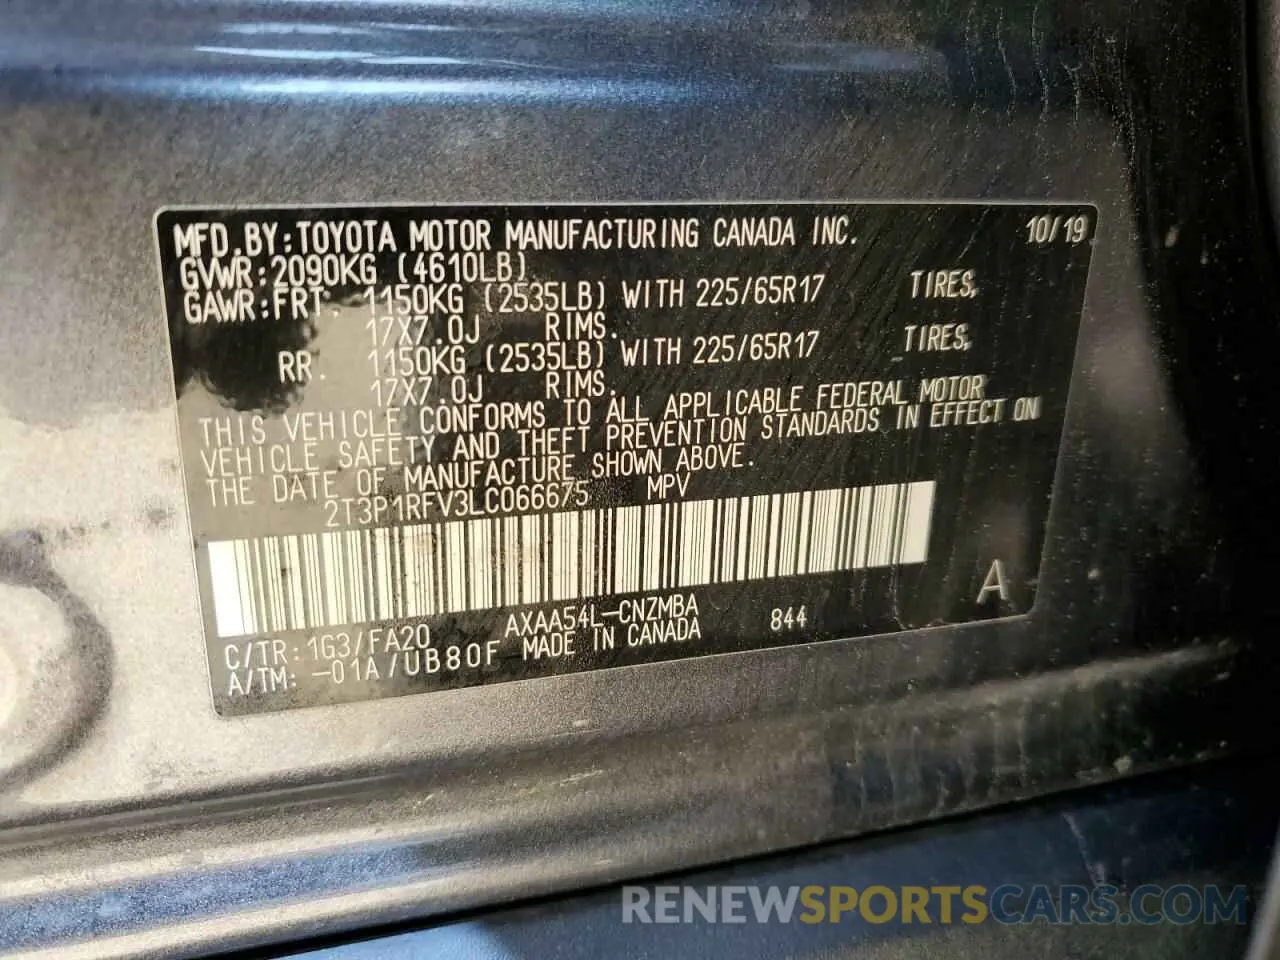 MFD.BY:TOYOTA MOTOR MANUFACTURING CANADA INC. 10/19
GVWR:2090KG (4610LB)
GAWR:FRT. 1150KG (2535LB) WITH 225/65R17 TIRES,
17X7.0J RIMS.
RR. 1150KG (2535LB) WITH 225/65R17 TIRES,
17X7.0J RIMS.
THIS VEHICLE CONFORMS TO ALL APPLICABLE FEDERAL MOTOR
VEHICLE SAFETY AND THEFT PREVENTION STANDARDS IN EFFECT ON
THE DATE OF MANUFACTURE SHOWN ABOVE.
2T3P1RFV3LC066675 MPV
A
C/TR: 1G3/FA20 AXAA54L-CNZMBA 844
A/TM: -01A/UB80F MADE IN CANADA
RENEWSPORTSCARS.COM